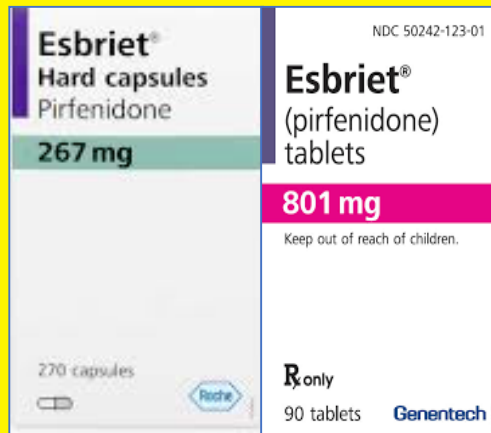 Esbriet®
Hard capsules
Pirfenidone
267 mg
270 capsules
Roche
NDC 50242-123-01
Esbriet®
(pirfenidone)
tablets
801 mg
Keep out of reach of children.
Rx only
90 tablets
Genentech